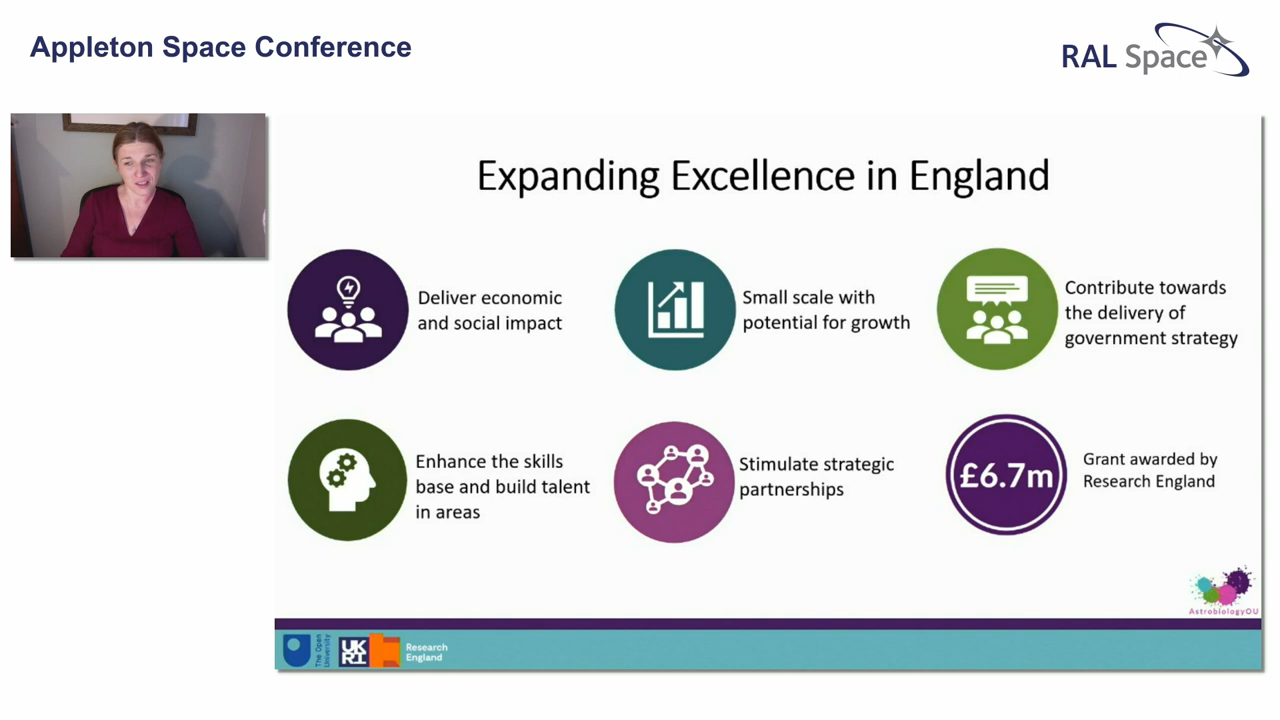 Appleton Space Conference
RAL Space
Expanding Excellence in England
Deliver economic
and social impact
Small scale with
potential for growth
Contribute towards
the delivery of
government strategy
Enhance the skills
base and build talent
in areas
Stimulate strategic
partnerships
£6.7m
Grant awarded by
Research England
AstrobiologyOU
The Open
University
UK
RI
Research
England